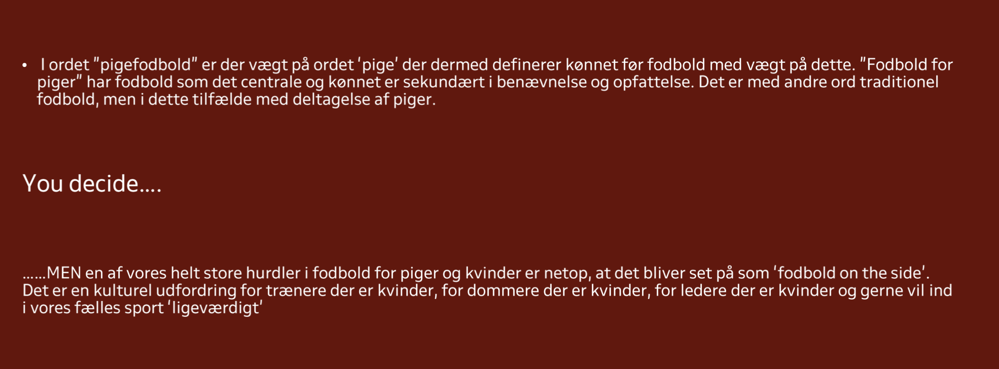 • I ordet ”pigefodbold” er der vægt på ordet ‘pige’ der dermed definerer kønnet før fodbold med vægt på dette. ”Fodbold for
piger” har fodbold som det centrale og kønnet er sekundært i benævnelse og opfattelse. Det er med andre ord traditionel
fodbold, men i dette tilfælde med deltagelse af piger.
You decide....
......MEN en af vores helt store hurdler i fodbold for piger og kvinder er netop, at det bliver set på som ‘fodbold on the side’.
Det er en kulturel udfordring for trænere der er kvinder, for dommere der er kvinder, for ledere der er kvinder og gerne vil ind
i vores fælles sport ‘ligeværdigt’